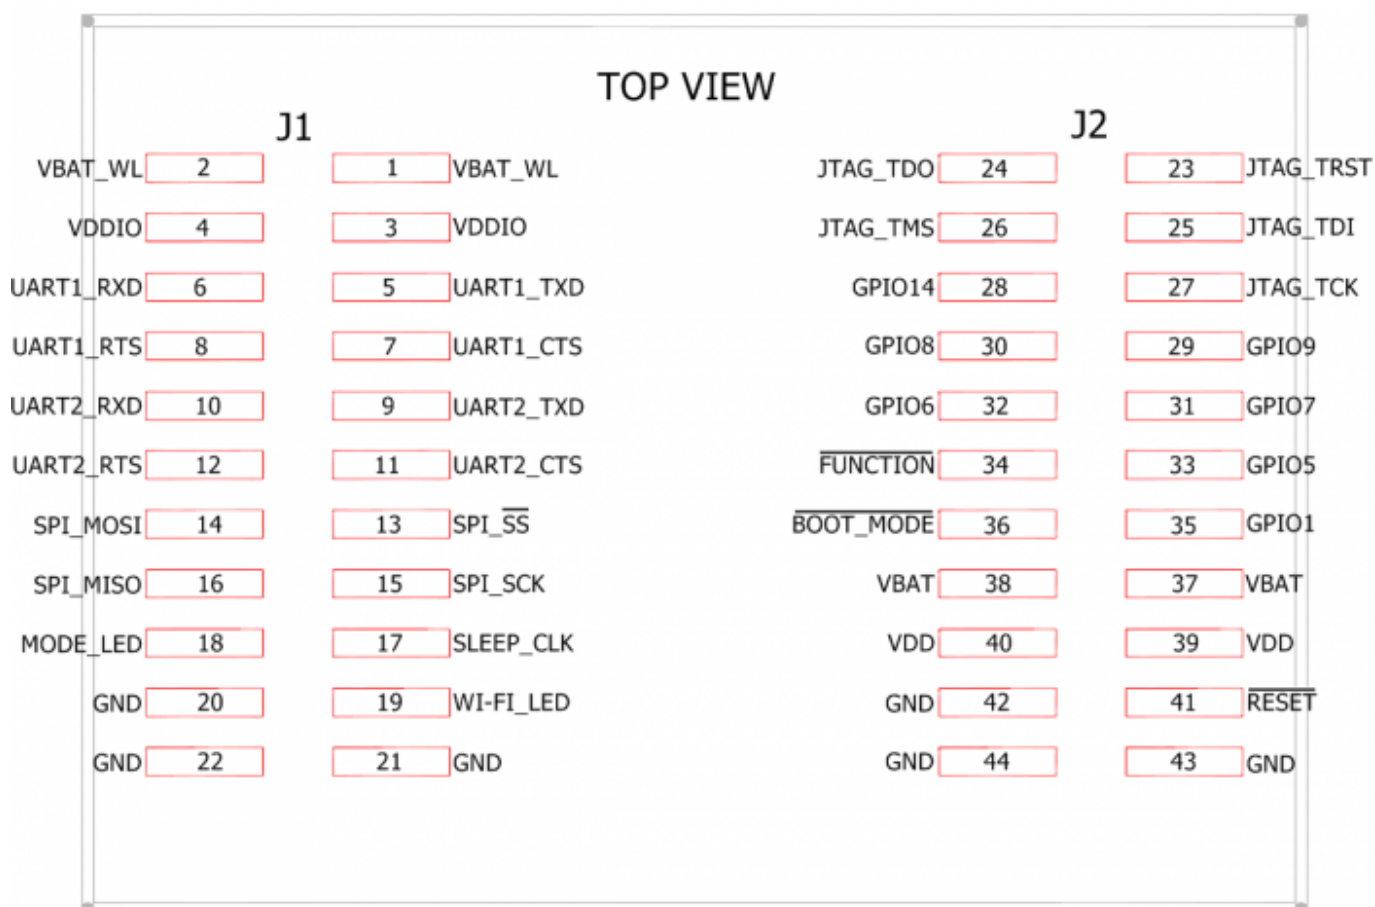 TOP VIEW
J1 J2
VBAT_WL 2 1 VBAT_WL JTAG_TDO 24 23 JTAG_TRST
VDDIO 4 3 VDDIO JTAG_TMS 26 25 JTAG_TDI
UART1_RXD 6 5 UART1_TXD GPIO14 28 27 JTAG_TCK
UART1_RTS 8 7 UART1_CTS GPIO8 30 29 GPIO9
UART2_RXD 10 9 UART2_TXD GPIO6 32 31 GPIO7
UART2_RTS 12 11 UART2_CTS FUNCTION 34 33 GPIO5
SPI_MOSI 14 13 SPI_SS BOOT_MODE 36 35 GPIO1
SPI_MISO 16 15 SPI_SCK VBAT 38 37 VBAT
MODE_LED 18 17 SLEEP_CLK VDD 40 39 VDD
GND 20 19 WI-FI_LED GND 42 41 RESET
GND 22 21 GND GND 44 43 GND